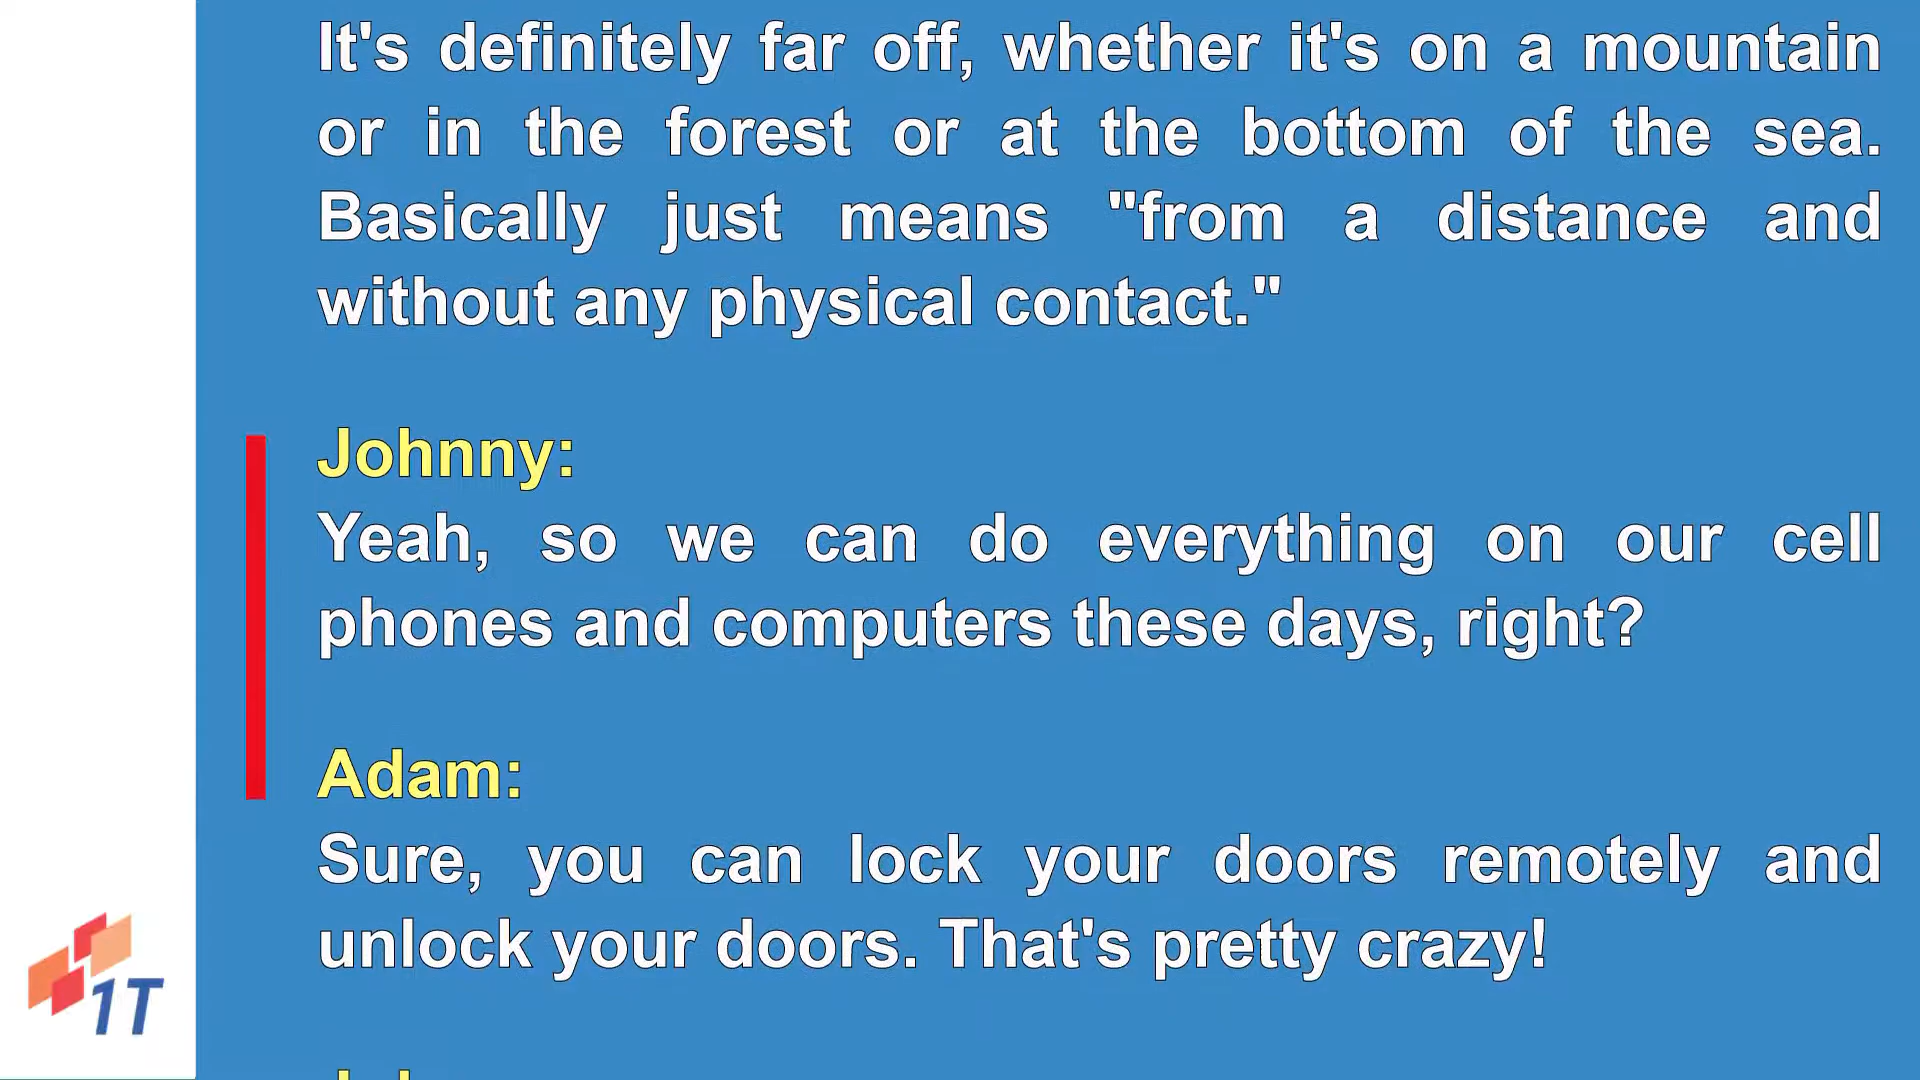 It's definitely far off, whether it's on a mountain
or in the forest or at the bottom of the sea.
Basically just means "from a distance and
without any physical contact."
Johnny:
Yeah, so we can do everything on our cell
phones and computers these days, right?
Adam:
Sure, you can lock your doors remotely and
unlock your doors. That's pretty crazy!
1T